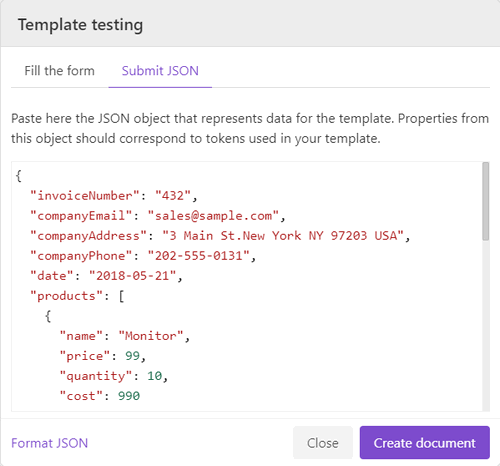 Template testing
Fill the form
Submit JSON
Paste here the JSON object that represents data for the template. Properties from
this object should correspond to tokens used in your template.
{
"invoiceNumber": "432",
"companyEmail": "sales@sample.com",
"companyAddress": "3 Main St.New York NY 97203 USA",
"companyPhone": "202-555-0131",
"date": "2018-05-21",
"products": [
{
"name": "Monitor",
"price": 99,
"quantity": 10,
"cost": 990
Format JSON
Close
Create document